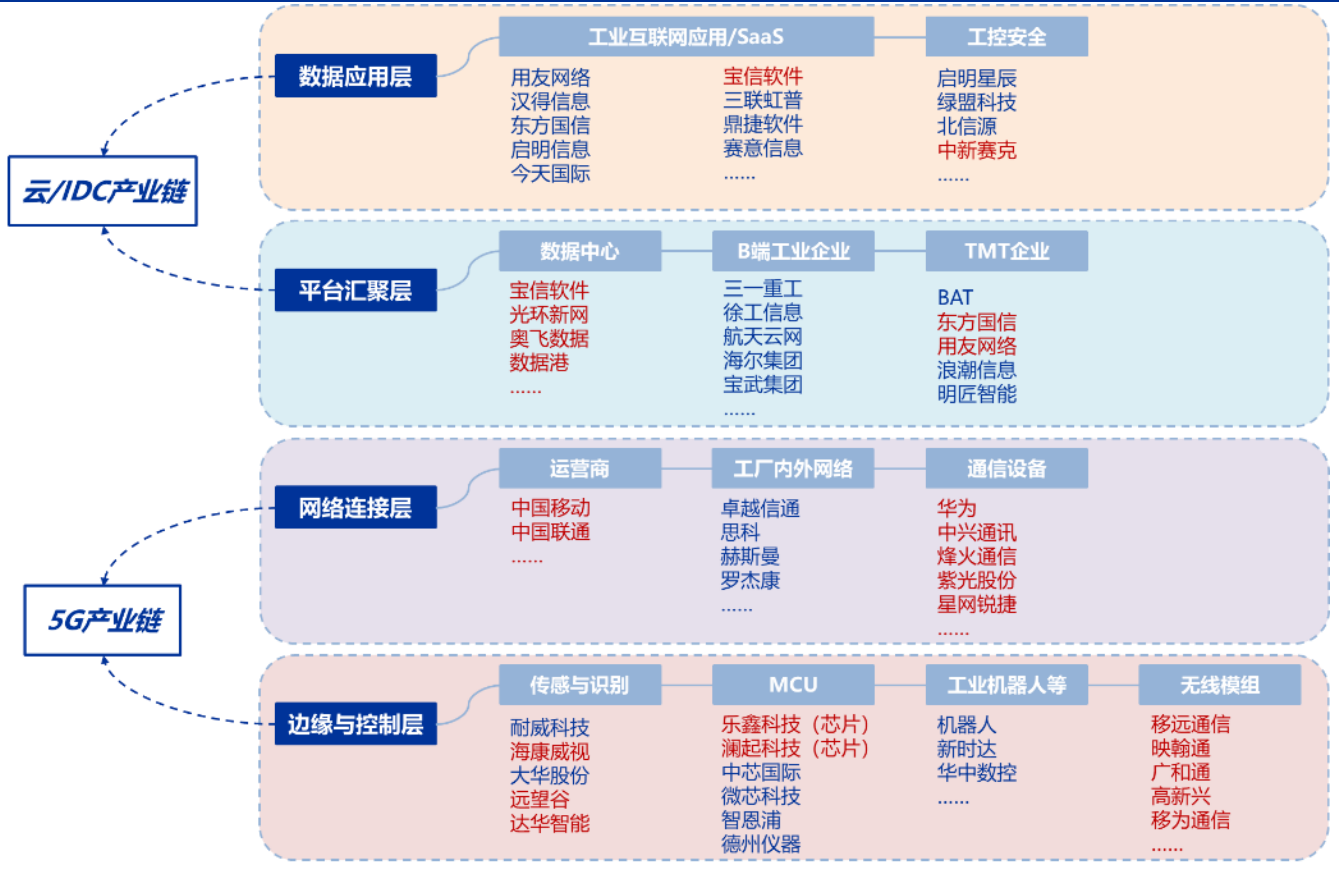 云/IDC产业链
数据应用层
工业互联网应用/SaaS
用友网络
汉得信息
东方国信
启明信息
今天国际
宝信软件
三联虹普
鼎捷软件
赛意信息
......
工控安全
启明星辰
绿盟科技
北信源
中新赛克
......
平台汇聚层
数据中心
宝信软件
光环新网
奥飞数据
数据港
......
B端工业企业
三一重工
徐工信息
航天云网
海尔集团
宝武集团
......
TMT企业
BAT
东方国信
用友网络
浪潮信息
明匠智能
5G产业链
网络连接层
运营商
中国移动
中国联通
......
工厂内外网络
卓越信通
思科
赫斯曼
罗杰康
......
通信设备
华为
中兴通讯
烽火通信
紫光股份
星网锐捷
......
边缘与控制层
传感与识别
耐威科技
海康威视
大华股份
远望谷
达华智能
MCU
乐鑫科技（芯片）
澜起科技（芯片）
中芯国际
微芯科技
智恩浦
德州仪器
工业机器人等
机器人
新时达
华中数控
......
无线模组
移远通信
映翰通
广和通
高新兴
移为通信
......